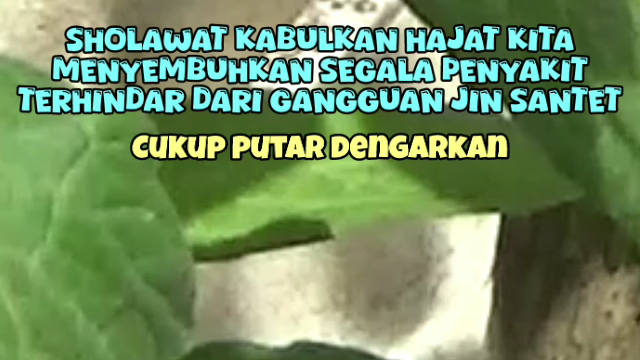 SHOLAWAT KABULKAN HAJAT KITA
MENYEMBUHKAN SEGALA PENYAKIT
TERHINDAR DARI GANGGUAN JIN SANTET
CUKUP PUTAR DENGARKAN